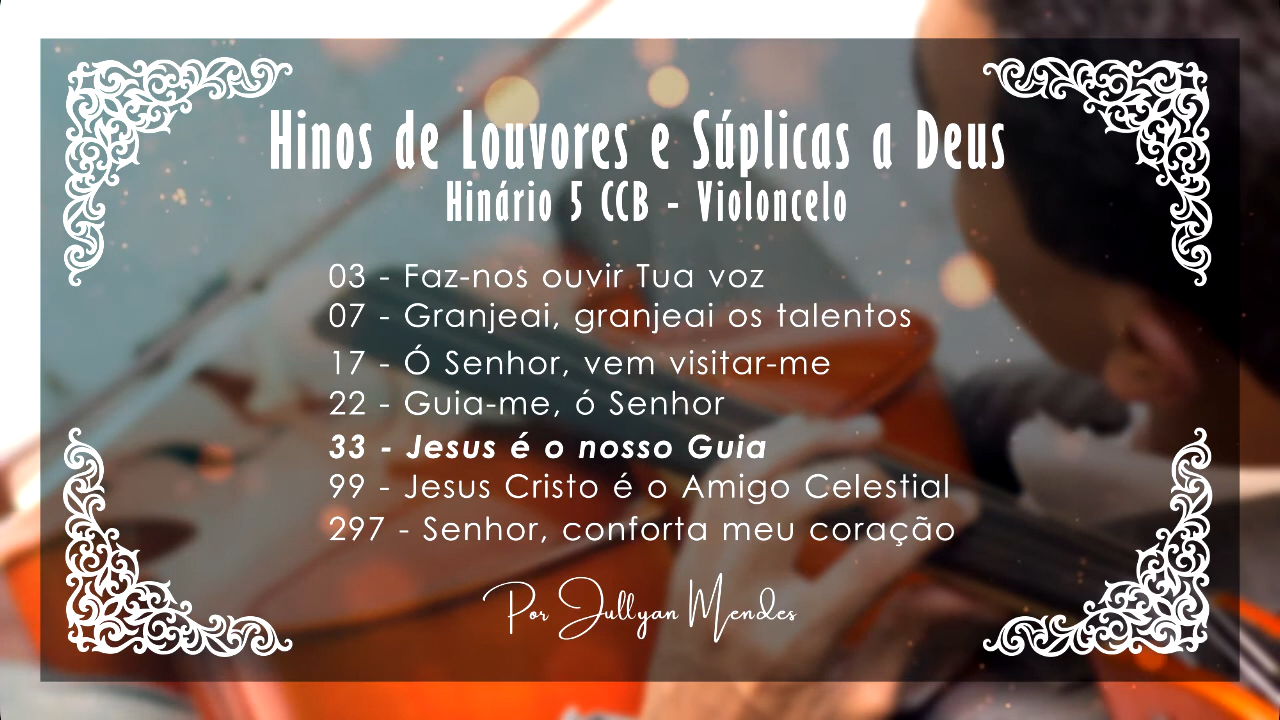 Hinos de Louvores e Súplicas a Deus
Hinário 5 CCB - Violoncelo
03 - Faz-nos ouvir Tua voz
07 - Granjeai, granjeai os talentos
17 - Ó Senhor, vem visitar-me
22 - Guia-me, ó Senhor
33 - Jesus é o nosso Guia
99 - Jesus Cristo é o Amigo Celestial
297 - Senhor, conforta meu coração
Por Jullyan Mendes